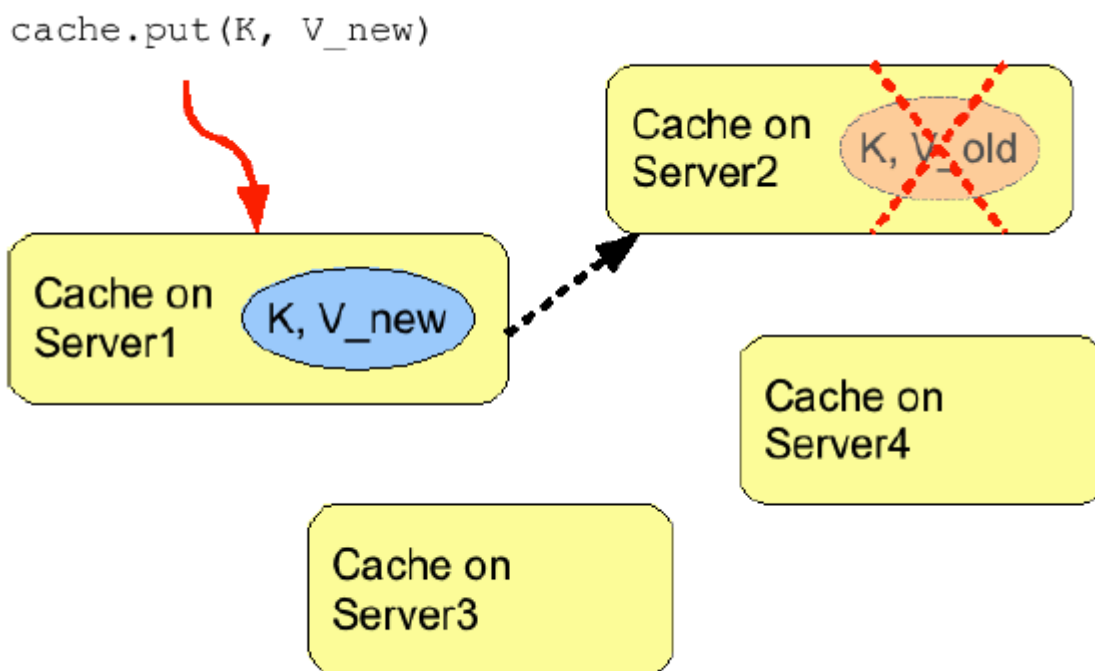 cache.put(K, V_new)
Cache on
Server2
K, V_old
Cache on
Server1
K, V_new
Cache on
Server4
Cache on
Server3